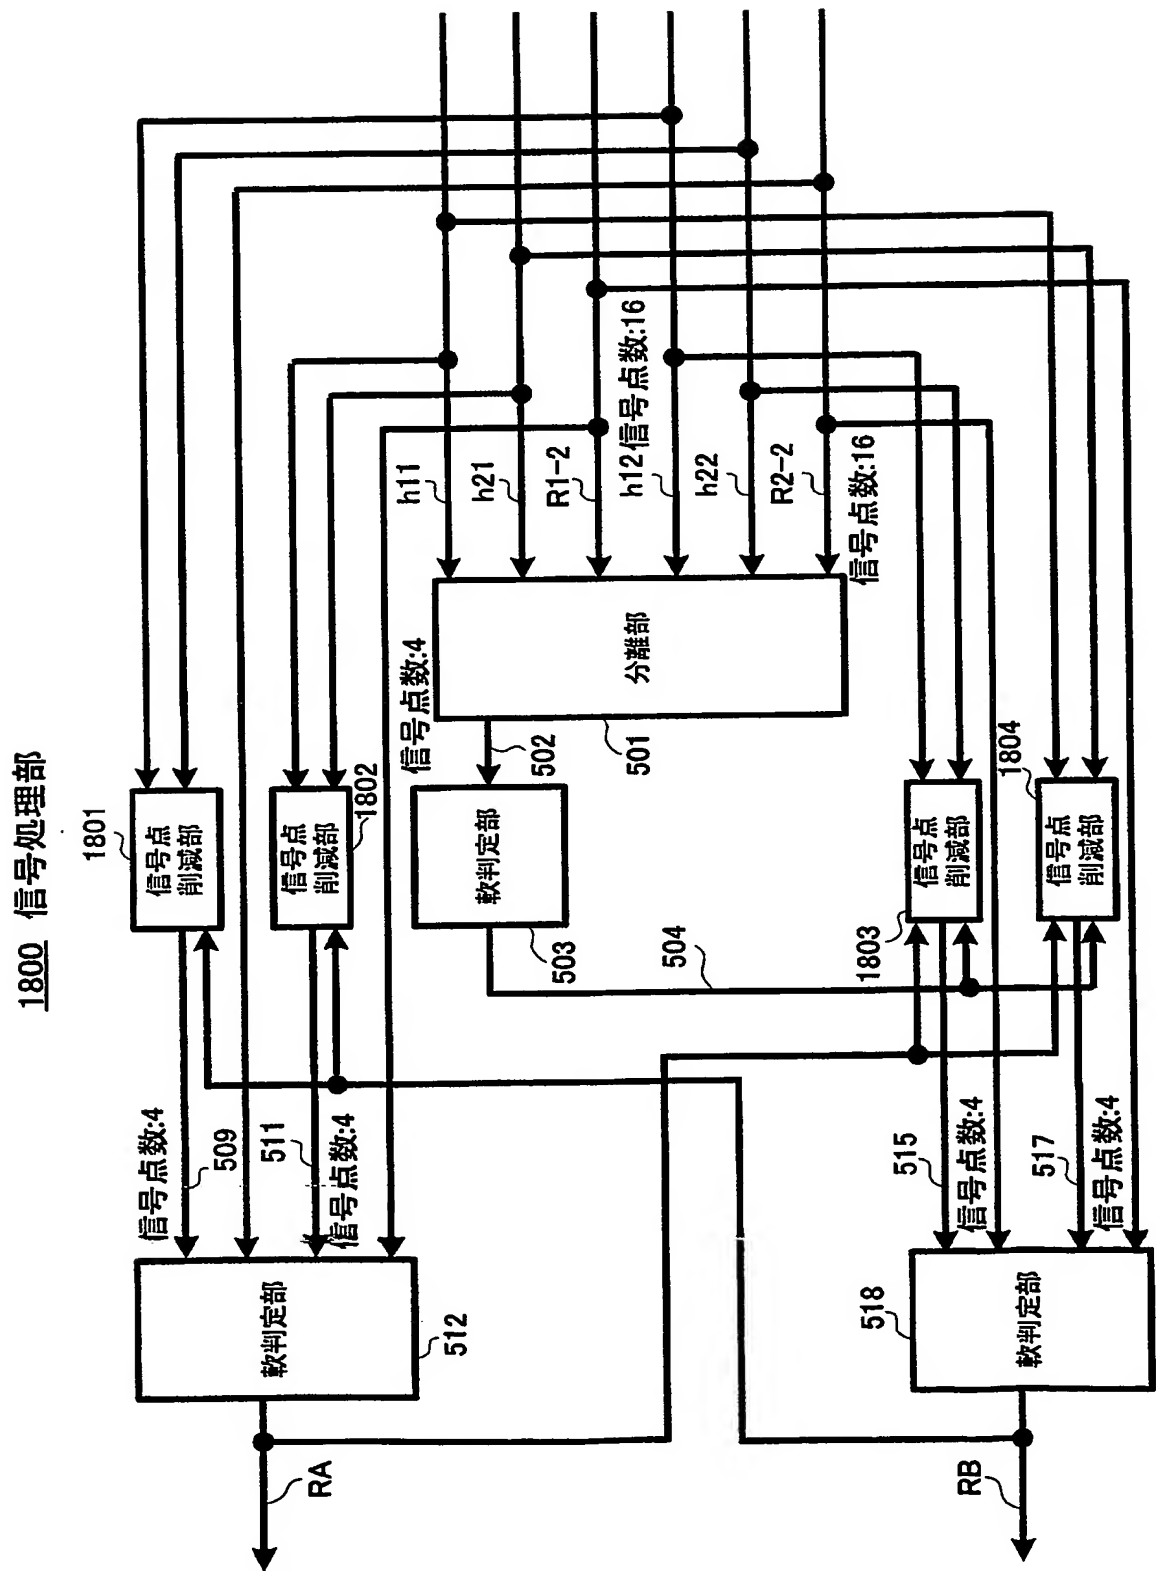 1800 信号処理部
1801
信号点
削減部
信号点
削減部
1802
信号点数:4
509
511
信号点数:4
軟判定部
512
RA
h11
h21
R1-2
h12
信号点数:16
h22
R2-2
信号点数:16
分離部
501
信号点数:4
502
軟判定部
503
504
信号点
削減部
1803
信号点
削減部
1804
515
信号点数:4
517
信号点数:4
軟判定部
518
RB